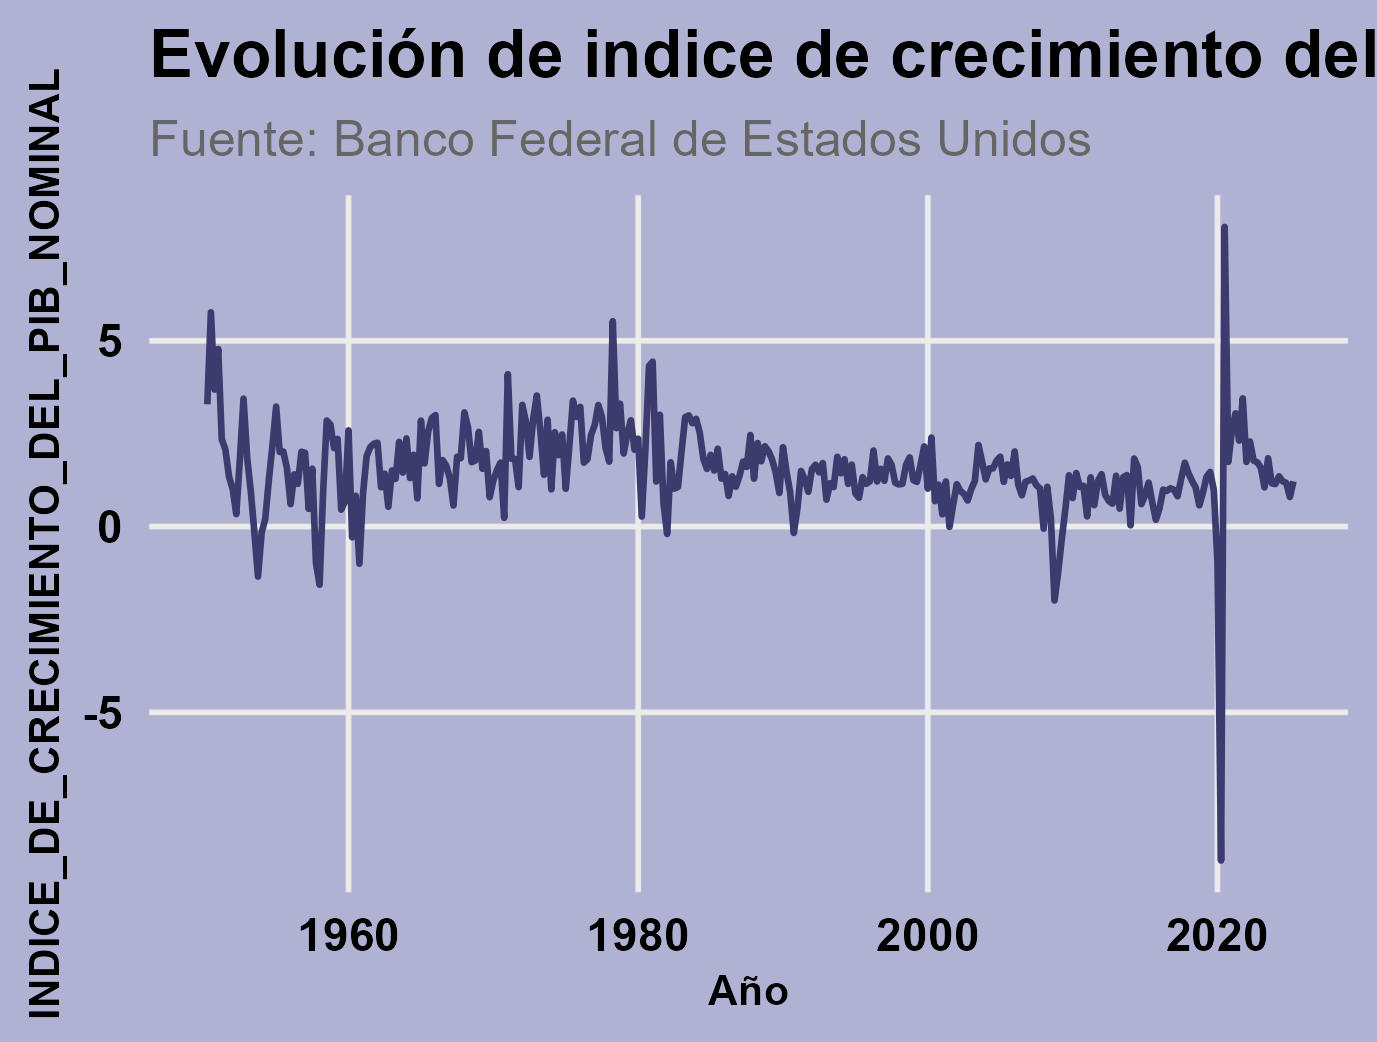 Evolución de indice de crecimiento del
Fuente: Banco Federal de Estados Unidos
INDICE_DE_CRECIMIENTO_DEL_PIB_NOMINAL
5
0
-5
1960 1980 2000 2020
Año